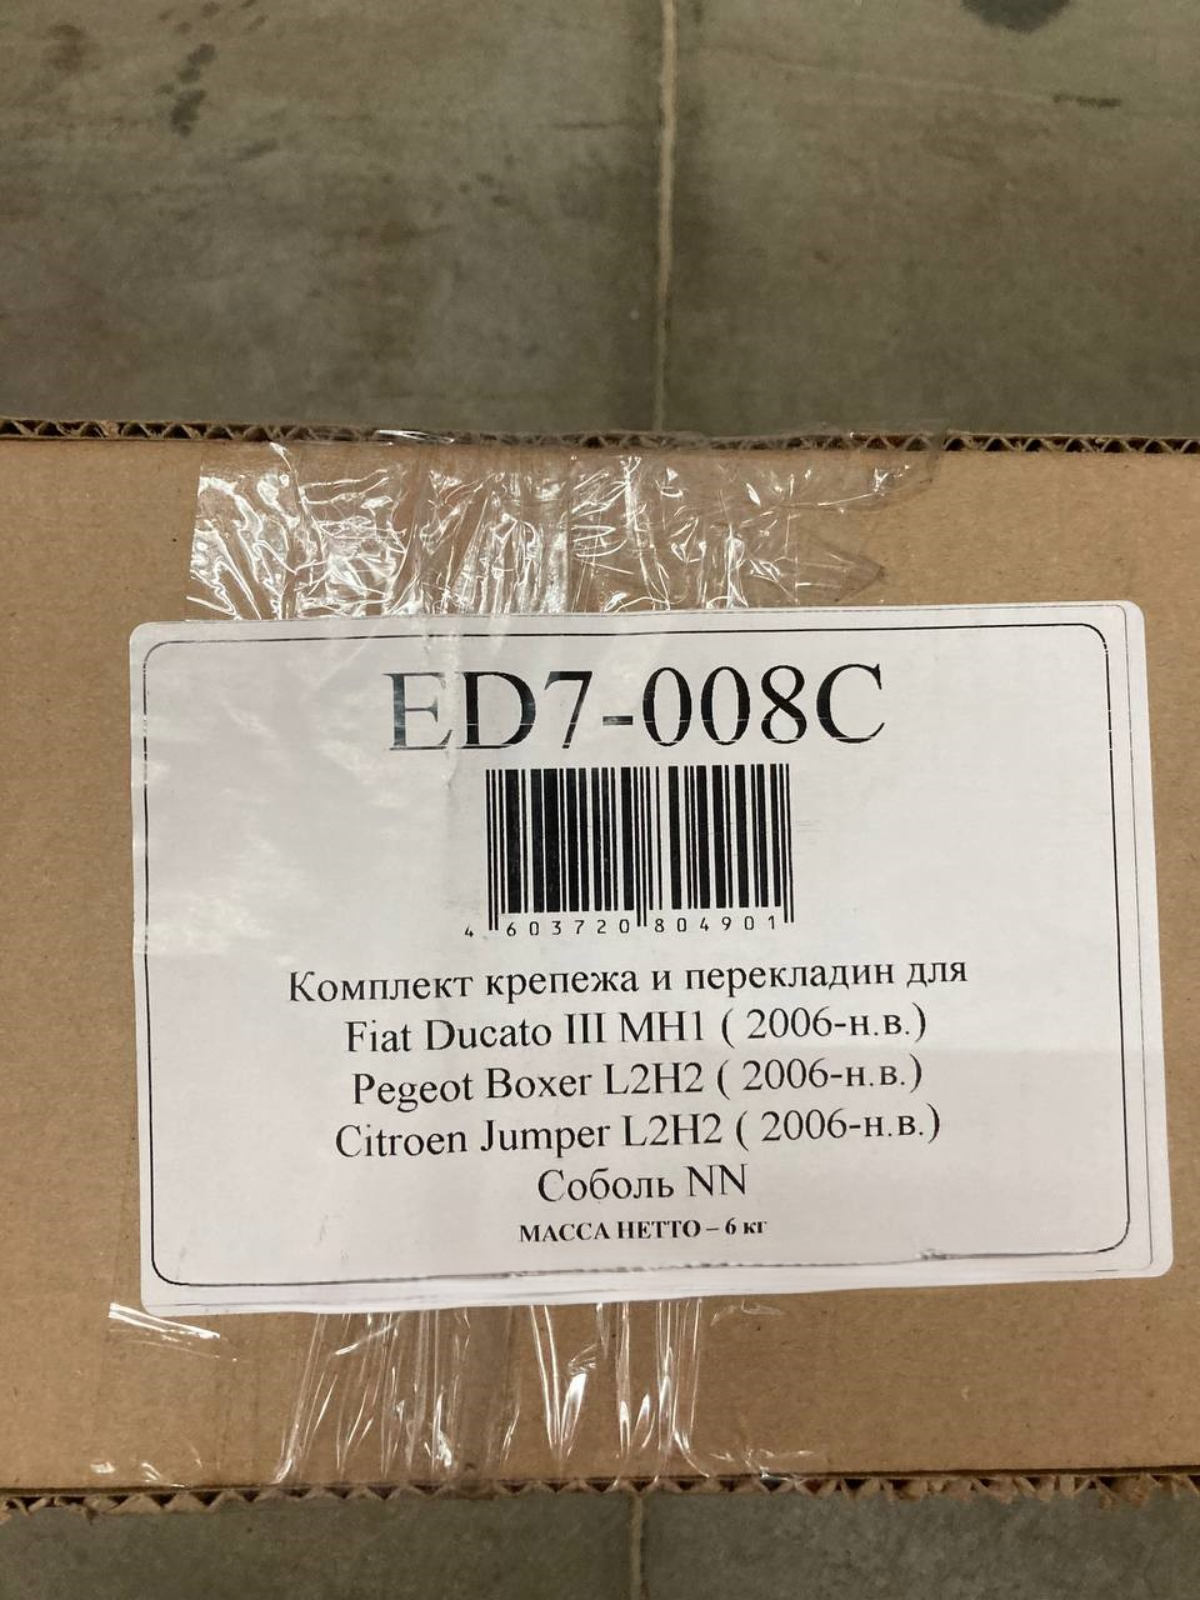 ED7-008C
4 603720 804901
Комплект крепежа и перекладин для
Fiat Ducato III MH1 ( 2006-н.в.)
Pegeot Boxer L2H2 ( 2006-н.в.)
Citroen Jumper L2H2 ( 2006-н.в.)
Соболь NN
МАССА НЕТТО – 6 кг